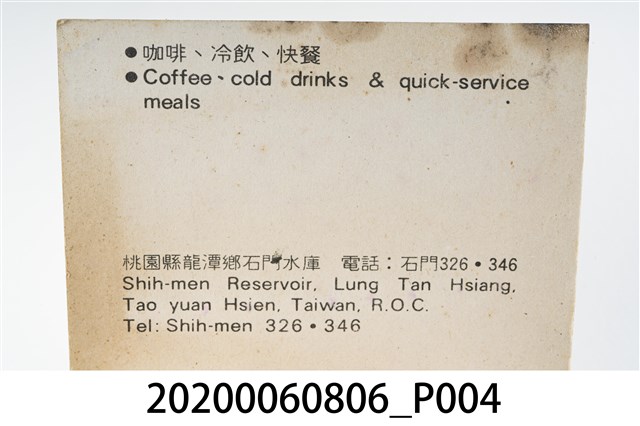 ●咖啡、冷飲、快餐
●Coffee、cold drinks & quick-service
meals
桃園縣龍潭鄉石門水庫 電話：石門326•346
Shih-men Reservoir, Lung Tan Hsiang,
Tao yuan Hsien, Taiwan, R.O.C.
Tel: Shih-men 326•346
20200060806_P004